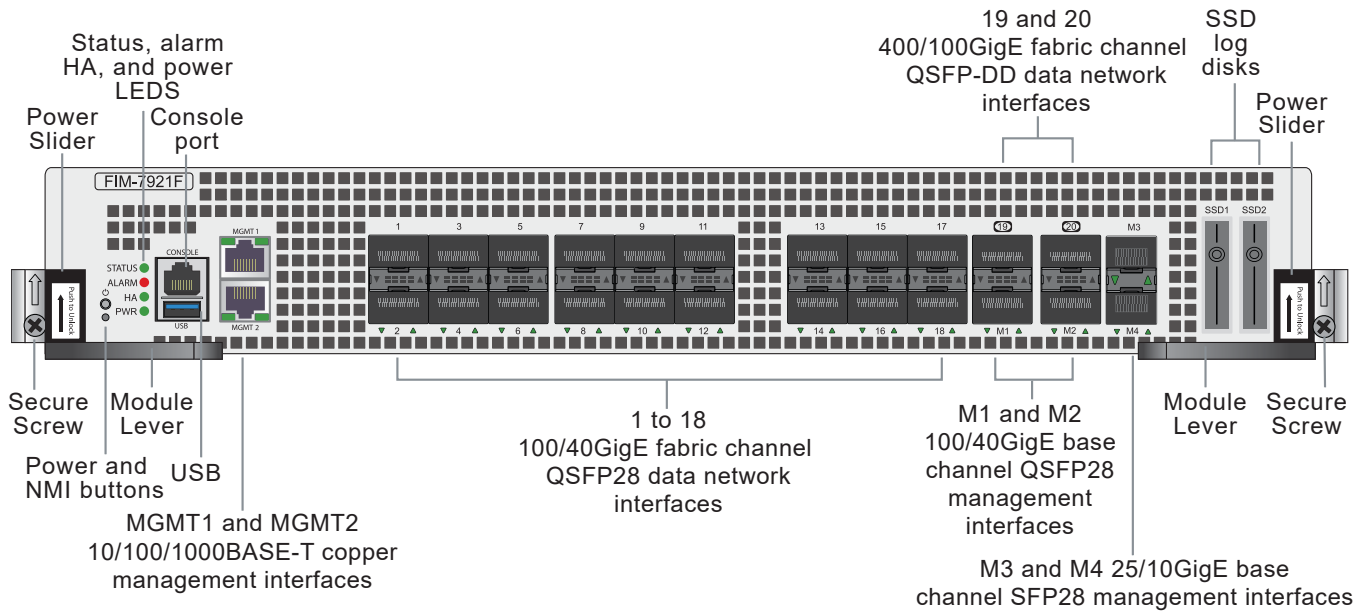 19 and 20
400/100GigE fabric channel
QSFP-DD data network
interfaces
SSD
log
disks
Status, alarm
HA, and power
LEDS
Power
Slider
Console
port
Power
Slider
FIM-7921F
MGMT 1
CONSOLE
STATUS
ALARM
HA
PWR
USB
MGMT 2
1 3 5 7 9 11 13 15 17 19 20 M3
2 4 6 8 10 12 14 16 18 M1 M2 M4
SSD1 SSD2
Push to Unlock
Push to Unlock
Secure
Screw
Module
Lever
Power and
NMI buttons
USB
MGMT1 and MGMT2
10/100/1000BASE-T copper
management interfaces
1 to 18
100/40GigE fabric channel
QSFP28 data network
interfaces
M1 and M2
100/40GigE base
channel QSFP28
management
interfaces
Module
Lever
Secure
Screw
M3 and M4 25/10GigE base
channel SFP28 management interfaces